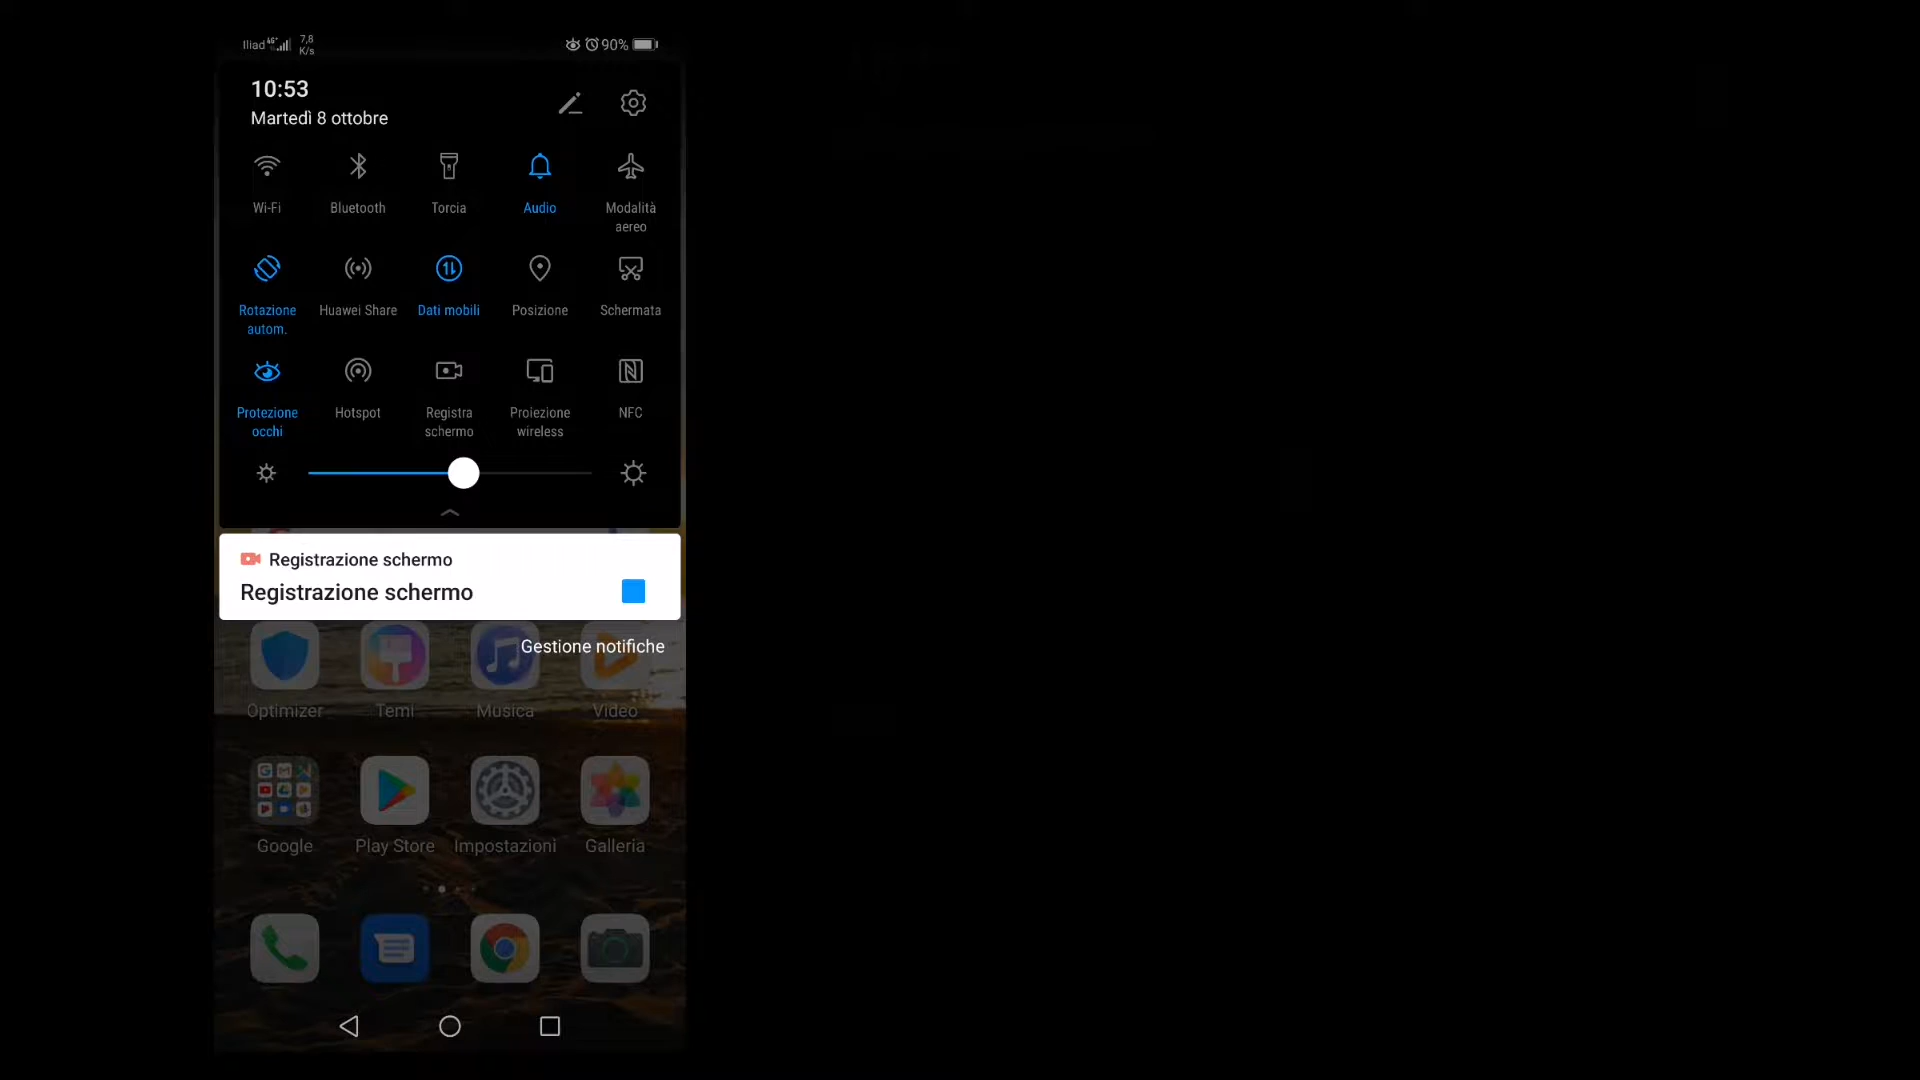 Iliad 4G+ 7,8 K/s 90%
10:53
Martedì 8 ottobre
Wi-Fi Bluetooth Torcia Audio Modalità aereo
Rotazione autom. Huawei Share Dati mobili Posizione Schermata
Protezione occhi Hotspot Registra schermo Proiezione wireless NFC
Registrazione schermo
Registrazione schermo
Gestione notifiche
Optimizer Temi Musica Video
Google Play Store Impostazioni Galleria